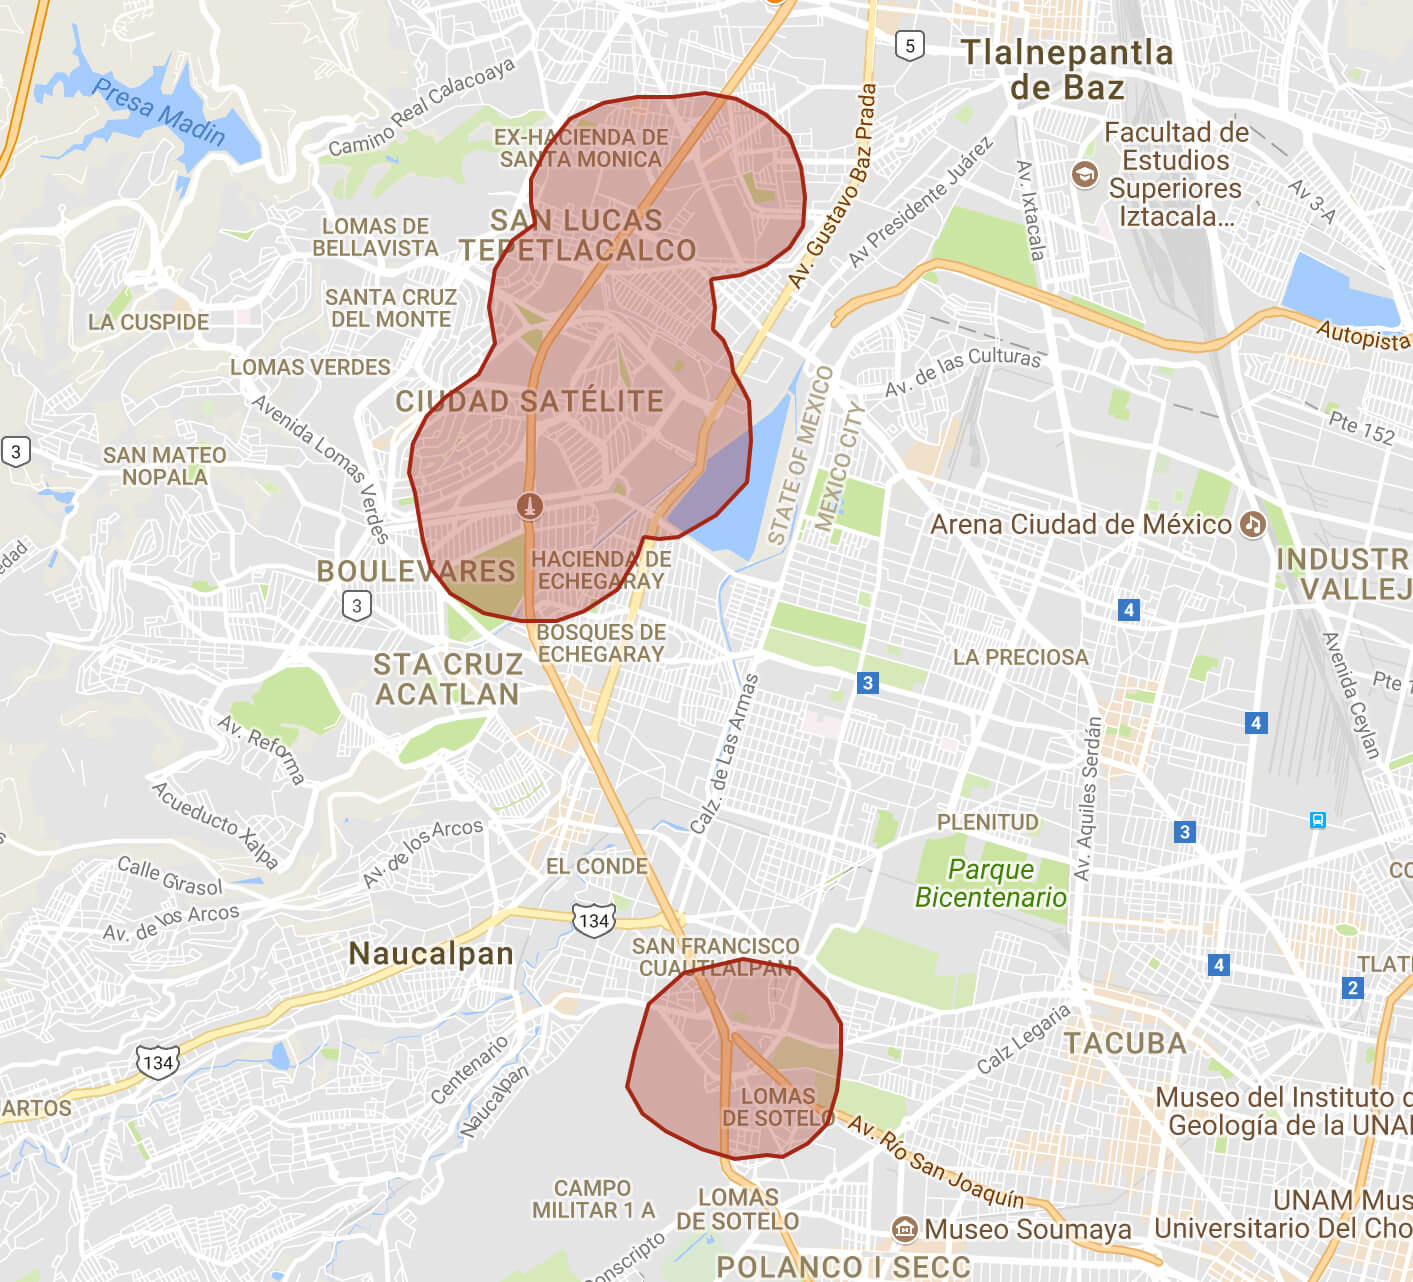 5
Tlalnepantla
de Baz
Presa Madin
Camino Real Calacoaya
EX-HACIENDA DE
SANTA MONICA
Av. Gustavo Baz Prada
Av Presidente Juárez
Av. Ixtacala
Facultad de
Estudios
Superiores
Iztacala...
Av. 3-A
LOMAS DE
BELLAVISTA
SAN LUCAS
TEPETLACALCO
SANTA CRUZ
DEL MONTE
LA CUSPIDE
LOMAS VERDES
Autopista
Av. de las Culturas
CIUDAD SATÉLITE
Avenida Lomas Verdes
STATE OF MEXICO
MEXICO CITY
Pte 152
3
SAN MATEO
NOPALA
Arena Ciudad de México
INDUSTR
VALLEJ
HACIENDA DE
ECHEGARAY
BOULEVARES
3
4
BOSQUES DE
ECHEGARAY
STA CRUZ
ACATLAN
LA PRECIOSA
3
Avenida Ceylan
Pte 1
4
Av. Reforma
Calz. de Las Armas
Av. Aquiles Serdán
Acueducto Xalpa
Av. de los Arcos
PLENITUD
3
EL CONDE
Calle Girasol
Parque
Bicentenario
CO
Av. de los Arcos
134
Naucalpan
SAN FRANCISCO
CUAUTLALPAN
4
TLAT
2
Calz Legaria
TACUBA
134
Centenario
Naucalpan
UARTOS
LOMAS
DE SOTELO
Museo del Instituto d
Geología de la UNA
Av. Río San Joaquín
CAMPO
MILITAR 1 A
LOMAS
DE SOTELO
Museo Soumaya
UNAM Mus
Universitario Del Cho
Conscripto
POLANCO I SECC